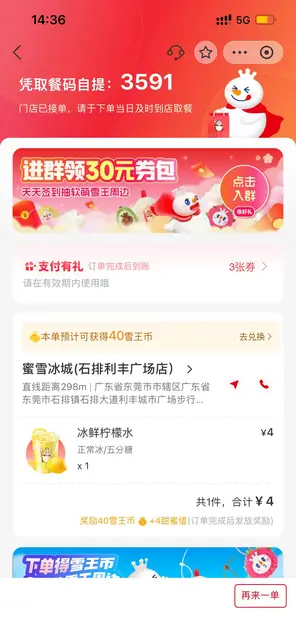 14:36
5G
凭取餐码自提：3591
门店已接单，请于下单当日及时到店取餐
进群领30元券包
天天签到抽软萌雪王周边
点击
入群
领好礼
支付有礼 订单完成后到账 3张券
请在有效期内使用哦
本单预计可获得40雪王币 去兑换
蜜雪冰城(石排利丰广场店)
直线距离298m | 广东省东莞市市辖区广东省
东莞市石排镇石排大道利丰城市广场步行...
冰鲜柠檬水 ¥4
正常冰/五分糖
x 1
共1件，合计 ¥ 4
奖励40雪王币 +4甜蜜值(订单完成后发放奖励)
下单得雪王币
再来一单